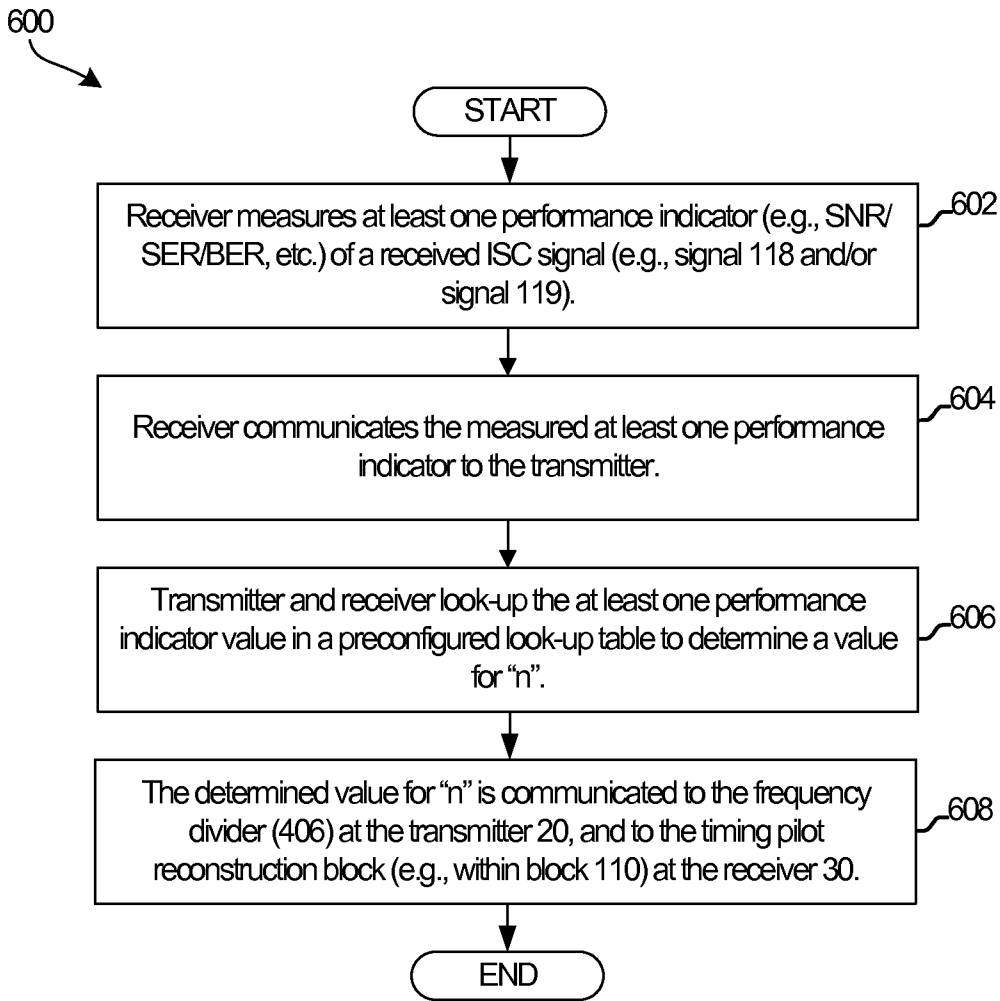 600
START
Receiver measures at least one performance indicator (e.g., SNR/
SER/BER, etc.) of a received ISC signal (e.g., signal 118 and/or
signal 119).
602
Receiver communicates the measured at least one performance
indicator to the transmitter.
604
Transmitter and receiver look-up the at least one performance
indicator value in a preconfigured look-up table to determine a value
for “n”.
606
The determined value for “n” is communicated to the frequency
divider (406) at the transmitter 20, and to the timing pilot
reconstruction block (e.g., within block 110) at the receiver 30.
608
END